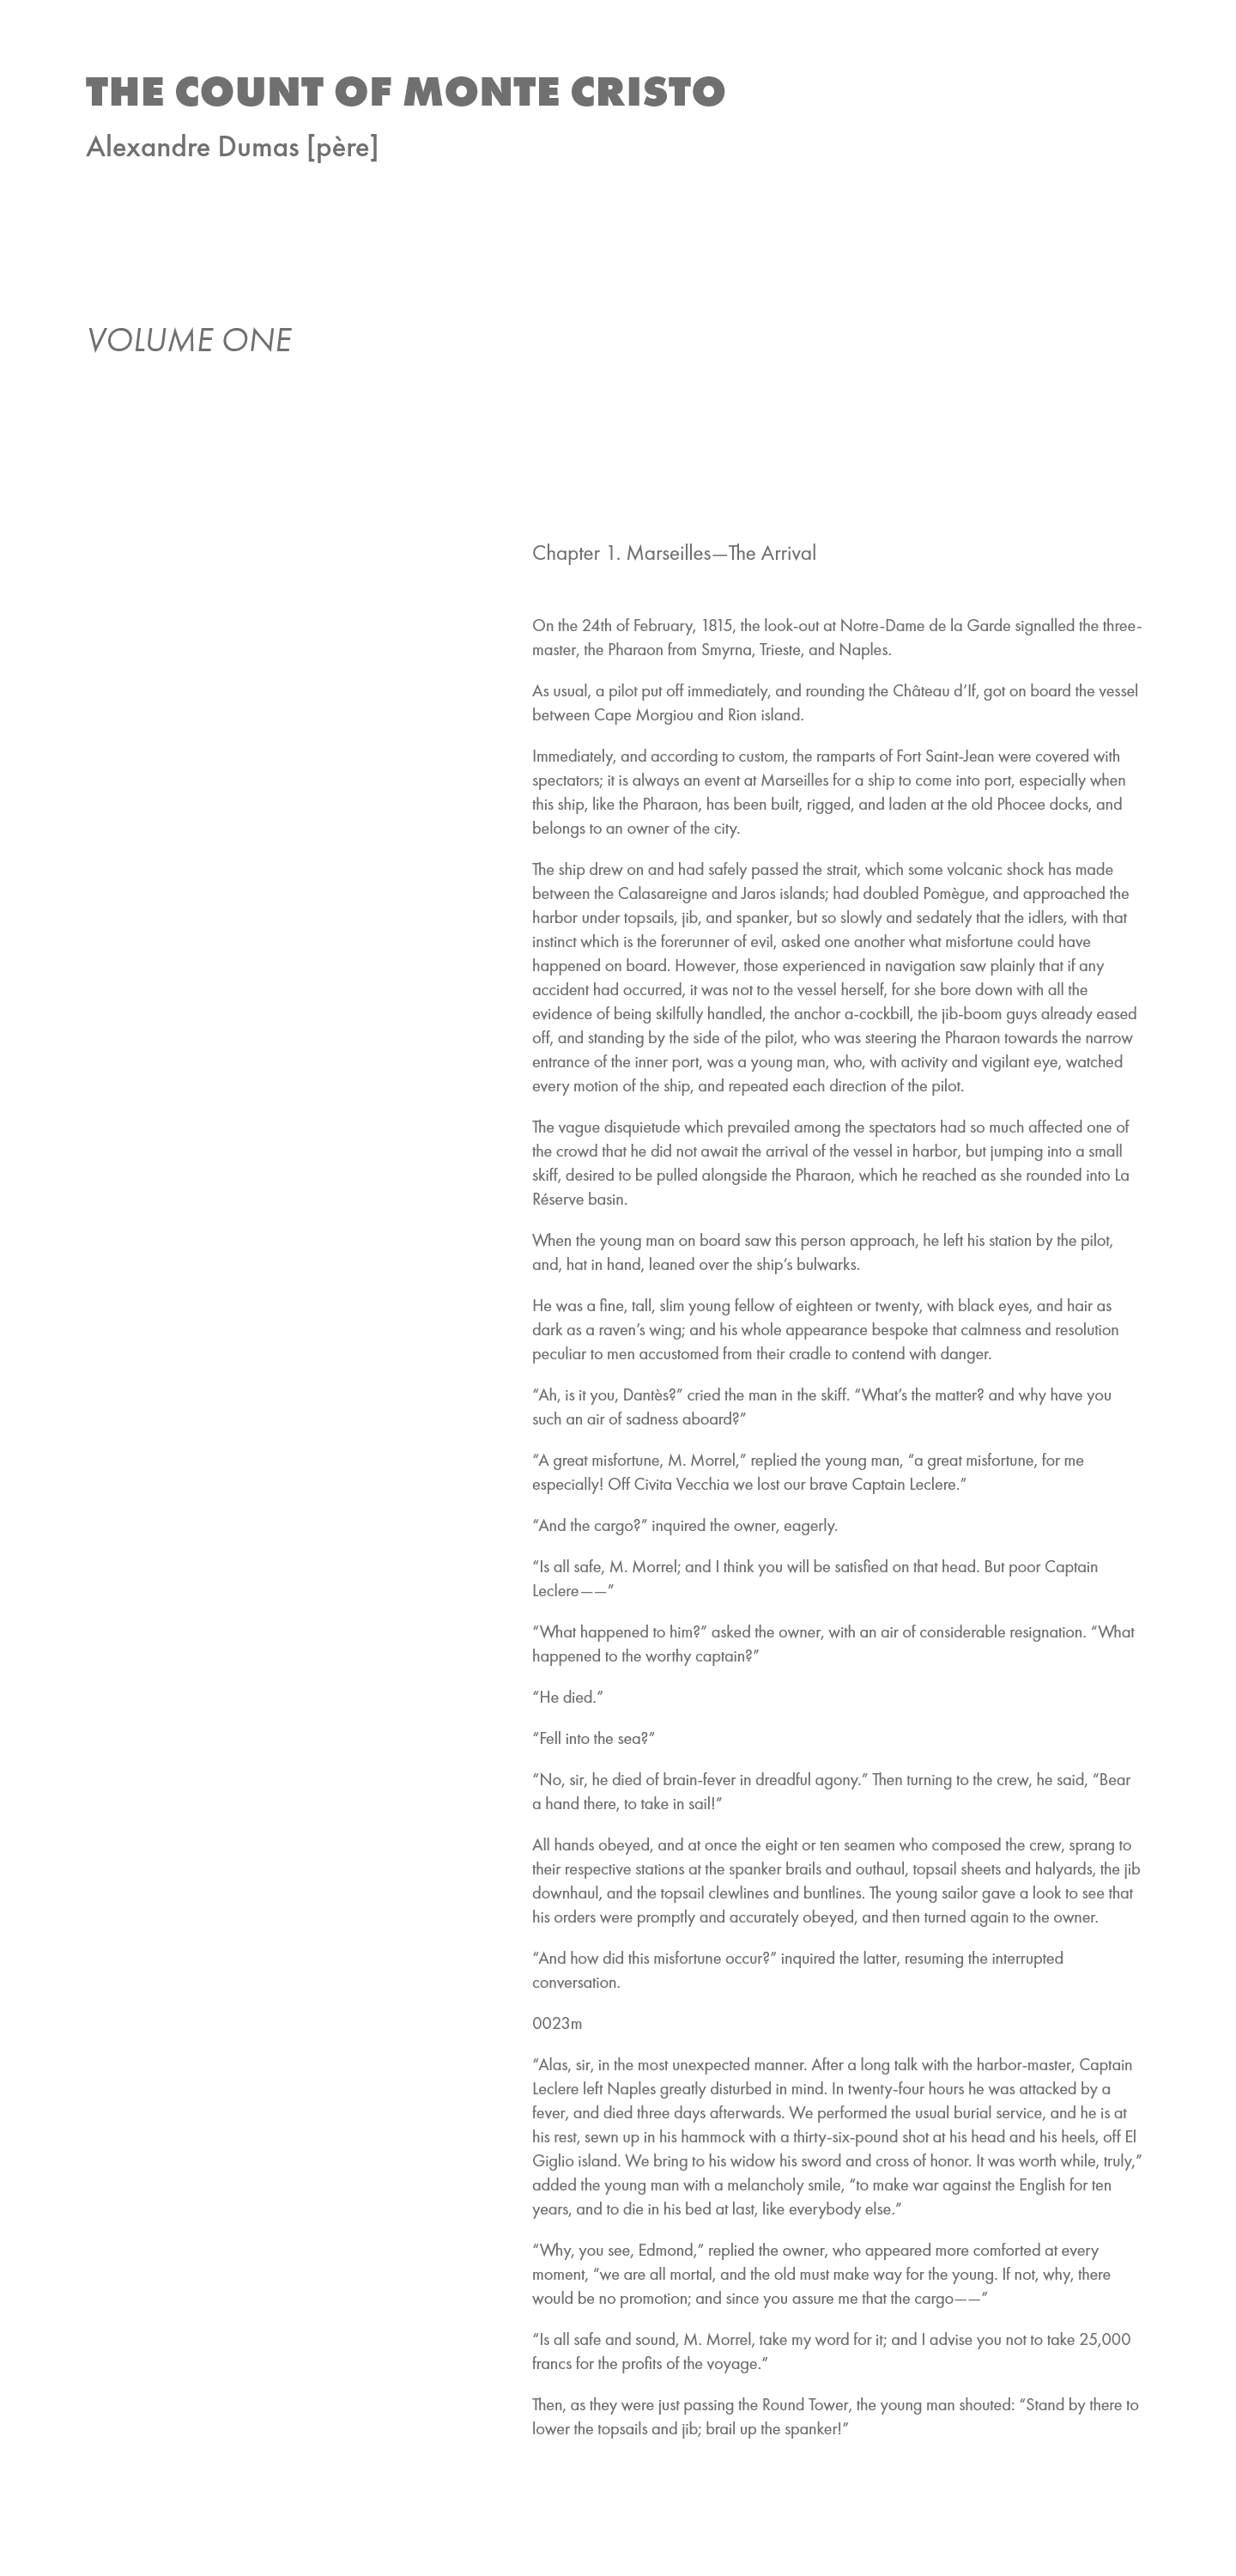 THE COUNT OF MONTE CRISTO
Alexandre Dumas [père]
VOLUME ONE
Chapter 1. Marseilles—The Arrival
On the 24th of February, 1815, the look-out at Notre-Dame de la Garde signalled the three-
master, the Pharaon from Smyrna, Trieste, and Naples.
As usual, a pilot put off immediately, and rounding the Château d’If, got on board the vessel
between Cape Morgiou and Rion island.
Immediately, and according to custom, the ramparts of Fort Saint-Jean were covered with
spectators; it is always an event at Marseilles for a ship to come into port, especially when
this ship, like the Pharaon, has been built, rigged, and laden at the old Phocee docks, and
belongs to an owner of the city.
The ship drew on and had safely passed the strait, which some volcanic shock has made
between the Calasareigne and Jaros islands; had doubled Pomègue, and approached the
harbor under topsails, jib, and spanker, but so slowly and sedately that the idlers, with that
instinct which is the forerunner of evil, asked one another what misfortune could have
happened on board. However, those experienced in navigation saw plainly that if any
accident had occurred, it was not to the vessel herself, for she bore down with all the
evidence of being skilfully handled, the anchor a-cockbill, the jib-boom guys already eased
off, and standing by the side of the pilot, who was steering the Pharaon towards the narrow
entrance of the inner port, was a young man, who, with activity and vigilant eye, watched
every motion of the ship, and repeated each direction of the pilot.
The vague disquietude which prevailed among the spectators had so much affected one of
the crowd that he did not await the arrival of the vessel in harbor, but jumping into a small
skiff, desired to be pulled alongside the Pharaon, which he reached as she rounded into La
Réserve basin.
When the young man on board saw this person approach, he left his station by the pilot,
and, hat in hand, leaned over the ship’s bulwarks.
He was a fine, tall, slim young fellow of eighteen or twenty, with black eyes, and hair as
dark as a raven’s wing; and his whole appearance bespoke that calmness and resolution
peculiar to men accustomed from their cradle to contend with danger.
“Ah, is it you, Dantès?” cried the man in the skiff. “What’s the matter? and why have you
such an air of sadness aboard?”
“A great misfortune, M. Morrel,” replied the young man, “a great misfortune, for me
especially! Off Civita Vecchia we lost our brave Captain Leclere.”
“And the cargo?” inquired the owner, eagerly.
“Is all safe, M. Morrel; and I think you will be satisfied on that head. But poor Captain
Leclere——”
“What happened to him?” asked the owner, with an air of considerable resignation. “What
happened to the worthy captain?”
“He died.”
“Fell into the sea?”
“No, sir, he died of brain-fever in dreadful agony.” Then turning to the crew, he said, “Bear
a hand there, to take in sail!”
All hands obeyed, and at once the eight or ten seamen who composed the crew, sprang to
their respective stations at the spanker brails and outhaul, topsail sheets and halyards, the jib
downhaul, and the topsail clewlines and buntlines. The young sailor gave a look to see that
his orders were promptly and accurately obeyed, and then turned again to the owner.
“And how did this misfortune occur?” inquired the latter, resuming the interrupted
conversation.
0023m
“Alas, sir, in the most unexpected manner. After a long talk with the harbor-master, Captain
Leclere left Naples greatly disturbed in mind. In twenty-four hours he was attacked by a
fever, and died three days afterwards. We performed the usual burial service, and he is at
his rest, sewn up in his hammock with a thirty-six-pound shot at his head and his heels, off El
Giglio island. We bring to his widow his sword and cross of honor. It was worth while, truly,”
added the young man with a melancholy smile, “to make war against the English for ten
years, and to die in his bed at last, like everybody else.”
“Why, you see, Edmond,” replied the owner, who appeared more comforted at every
moment, “we are all mortal, and the old must make way for the young. If not, why, there
would be no promotion; and since you assure me that the cargo——”
“Is all safe and sound, M. Morrel, take my word for it; and I advise you not to take 25,000
francs for the profits of the voyage.”
Then, as they were just passing the Round Tower, the young man shouted: “Stand by there to
lower the topsails and jib; brail up the spanker!”